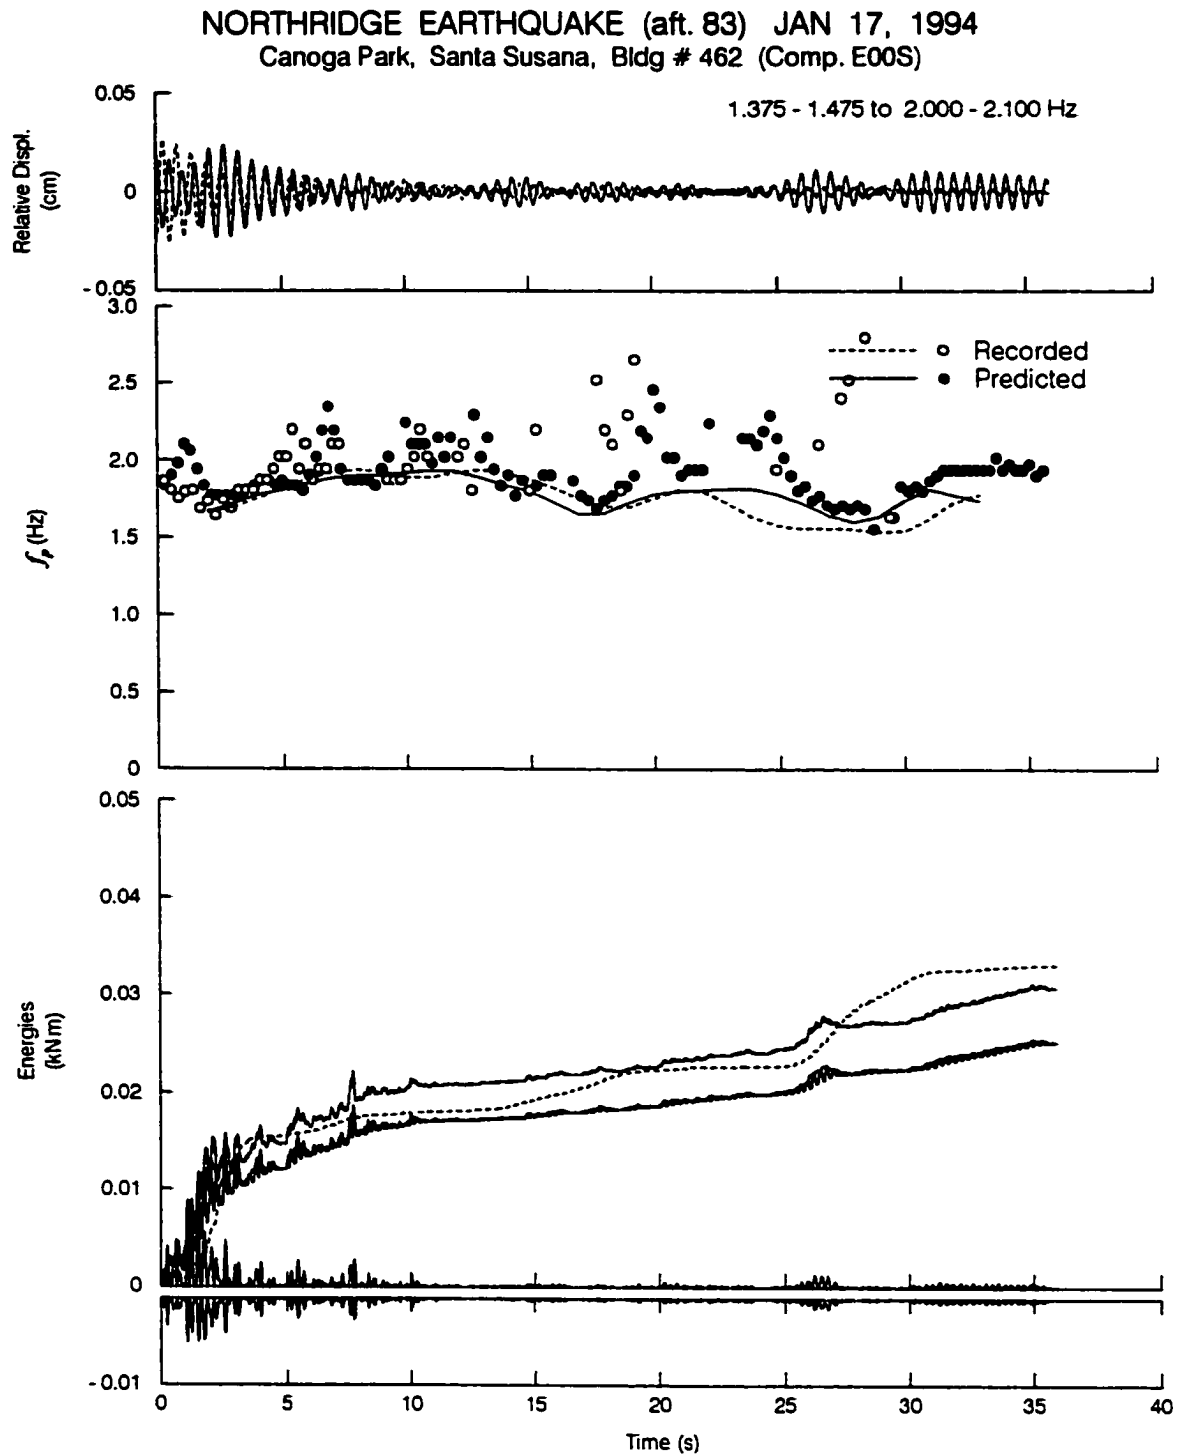 NORTHRIDGE EARTHQUAKE (aft. 83) JAN 17, 1994
Canoga Park, Santa Susana, Bldg # 462 (Comp. E00S)
1.375 - 1.475 to 2.000 - 2.100 Hz
Relative Displ.
(cm)
0.05
0
- 0.05
3.0
2.5
2.0
1.5
1.0
0.5
0
fp (Hz)
Recorded
Predicted
0.05
0.04
0.03
0.02
0.01
0
- 0.01
Energies
(kNm)
0 5 10 15 20 25 30 35 40
Time (s)